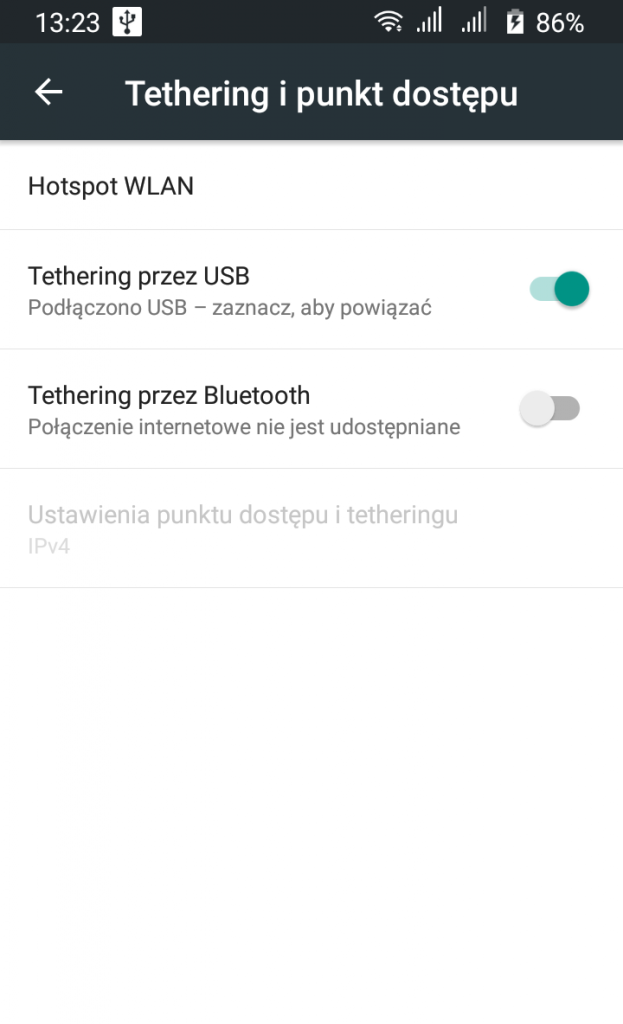 13:23 86%
Tethering i punkt dostępu
Hotspot WLAN
Tethering przez USB
Podłączono USB – zaznacz, aby powiązać
Tethering przez Bluetooth
Połączenie internetowe nie jest udostępniane
Ustawienia punktu dostępu i tetheringu
IPv4